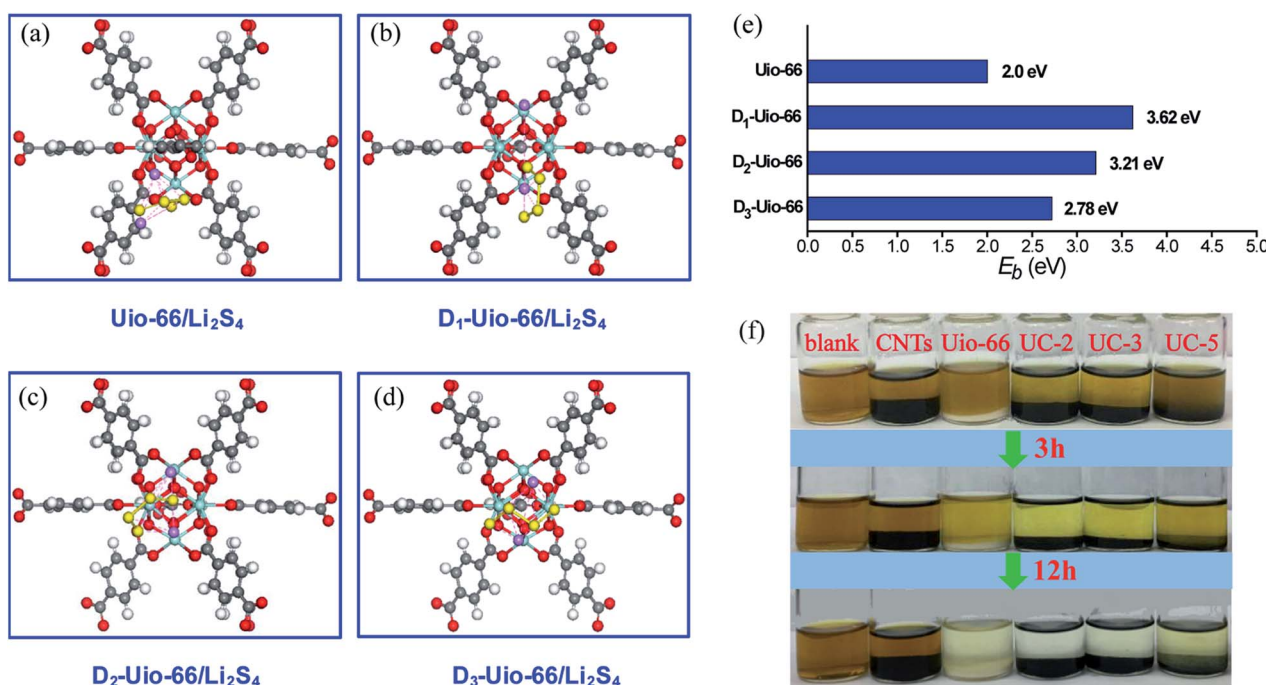 (a)
Uio-66/Li₂S₄
(b)
D₁-Uio-66/Li₂S₄
(c)
D₂-Uio-66/Li₂S₄
(d)
D₃-Uio-66/Li₂S₄
(e)
Uio-66
2.0 eV
D₁-Uio-66
3.62 eV
D₂-Uio-66
3.21 eV
D₃-Uio-66
2.78 eV
0.0 0.5 1.0 1.5 2.0 2.5 3.0 3.5 4.0 4.5 5.0
E_b (eV)
(f)
blank CNTs Uio-66 UC-2 UC-3 UC-5
3h
12h